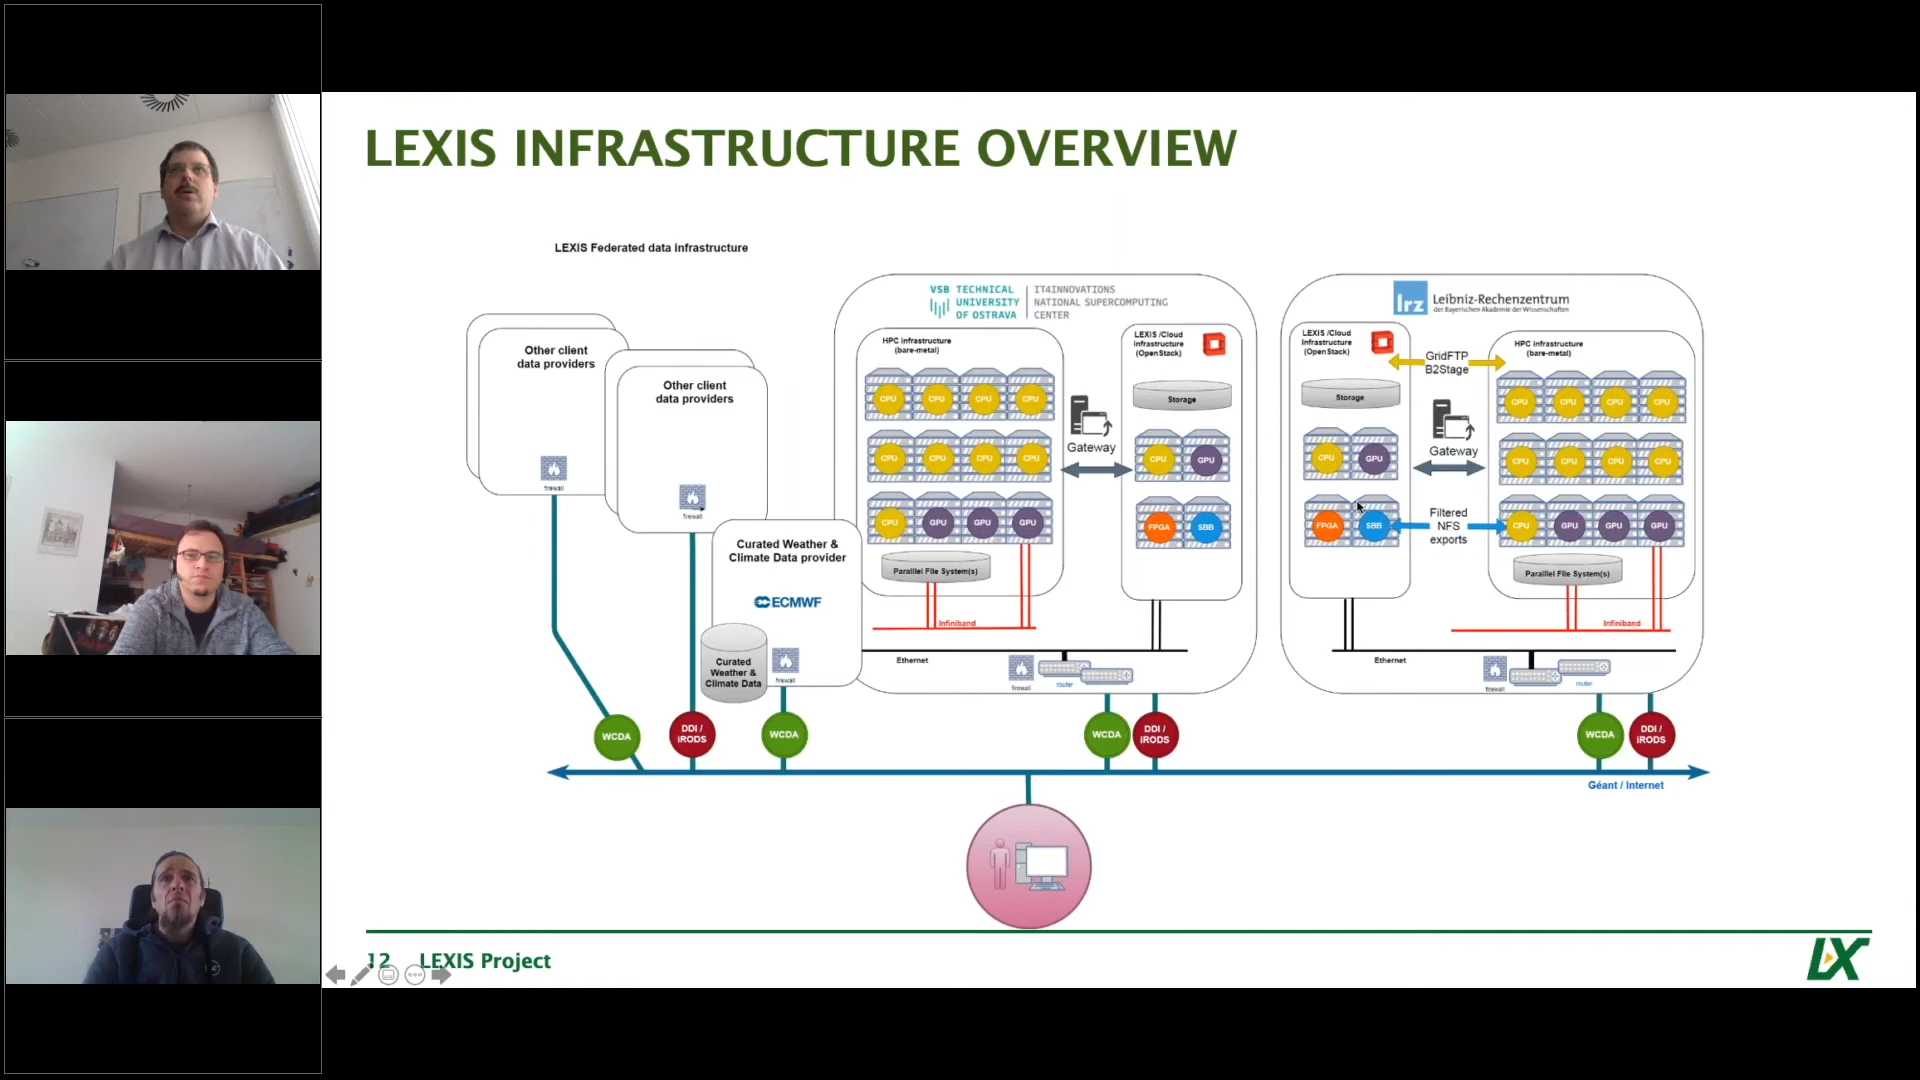 LEXIS INFRASTRUCTURE OVERVIEW
LEXIS Federated data infrastructure
Other client
data providers
firewall
Other client
data providers
firewall
Curated Weather &
Climate Data provider
ECMWF
Curated
Weather &
Climate Data
firewall
VSB TECHNICAL
UNIVERSITY
OF OSTRAVA
IT4INNOVATIONS
NATIONAL SUPERCOMPUTING
CENTER
HPC infrastructure
(bare-metal)
CPU CPU CPU CPU
CPU CPU CPU CPU
CPU GPU GPU GPU
Parallel File System(s)
Infiniband
Gateway
LEXIS /Cloud
infrastructure
(OpenStack)
Storage
CPU GPU
FPGA SBB
Ethernet
firewall
router
lrz Leibniz-Rechenzentrum
der Bayerischen Akademie der Wissenschaften
LEXIS /Cloud
infrastructure
(OpenStack)
Storage
CPU GPU
FPGA SBB
GridFTP
B2Stage
Gateway
Filtered
NFS
exports
HPC infrastructure
(bare-metal)
CPU CPU CPU CPU
CPU CPU CPU CPU
CPU GPU GPU GPU
Parallel File System(s)
Infiniband
Ethernet
firewall
router
WCDA
DDI /
iRODS
WCDA
WCDA
DDI /
iRODS
WCDA
DDI /
iRODS
Géant / Internet
12 LEXIS Project
LX